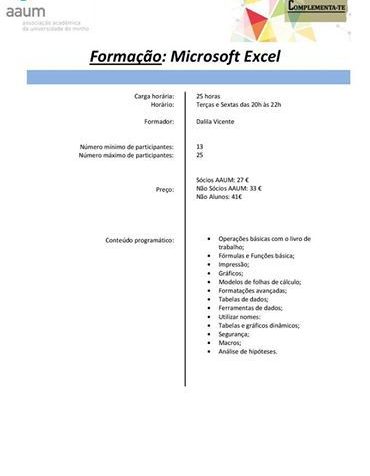 aaum
associação académica
da universidade do minho
COMPLEMENTA-TE
Formação: Microsoft Excel
Carga horária: 25 horas
Horário: Terças e Sextas das 20h às 22h
Formador: Dalila Vicente
Número mínimo de participantes: 13
Número máximo de participantes: 25
Preço:
Sócios AAUM: 27 €
Não Sócios AAUM: 33 €
Não Alunos: 41€
Conteúdo programático:
• Operações básicas com o livro de
trabalho;
• Fórmulas e Funções básica;
• Impressão;
• Gráficos;
• Modelos de folhas de cálculo;
• Formatações avançadas;
• Tabelas de dados;
• Ferramentas de dados;
• Utilizar nomes:
• Tabelas e gráficos dinâmicos;
• Segurança;
• Macros;
• Análise de hipóteses.